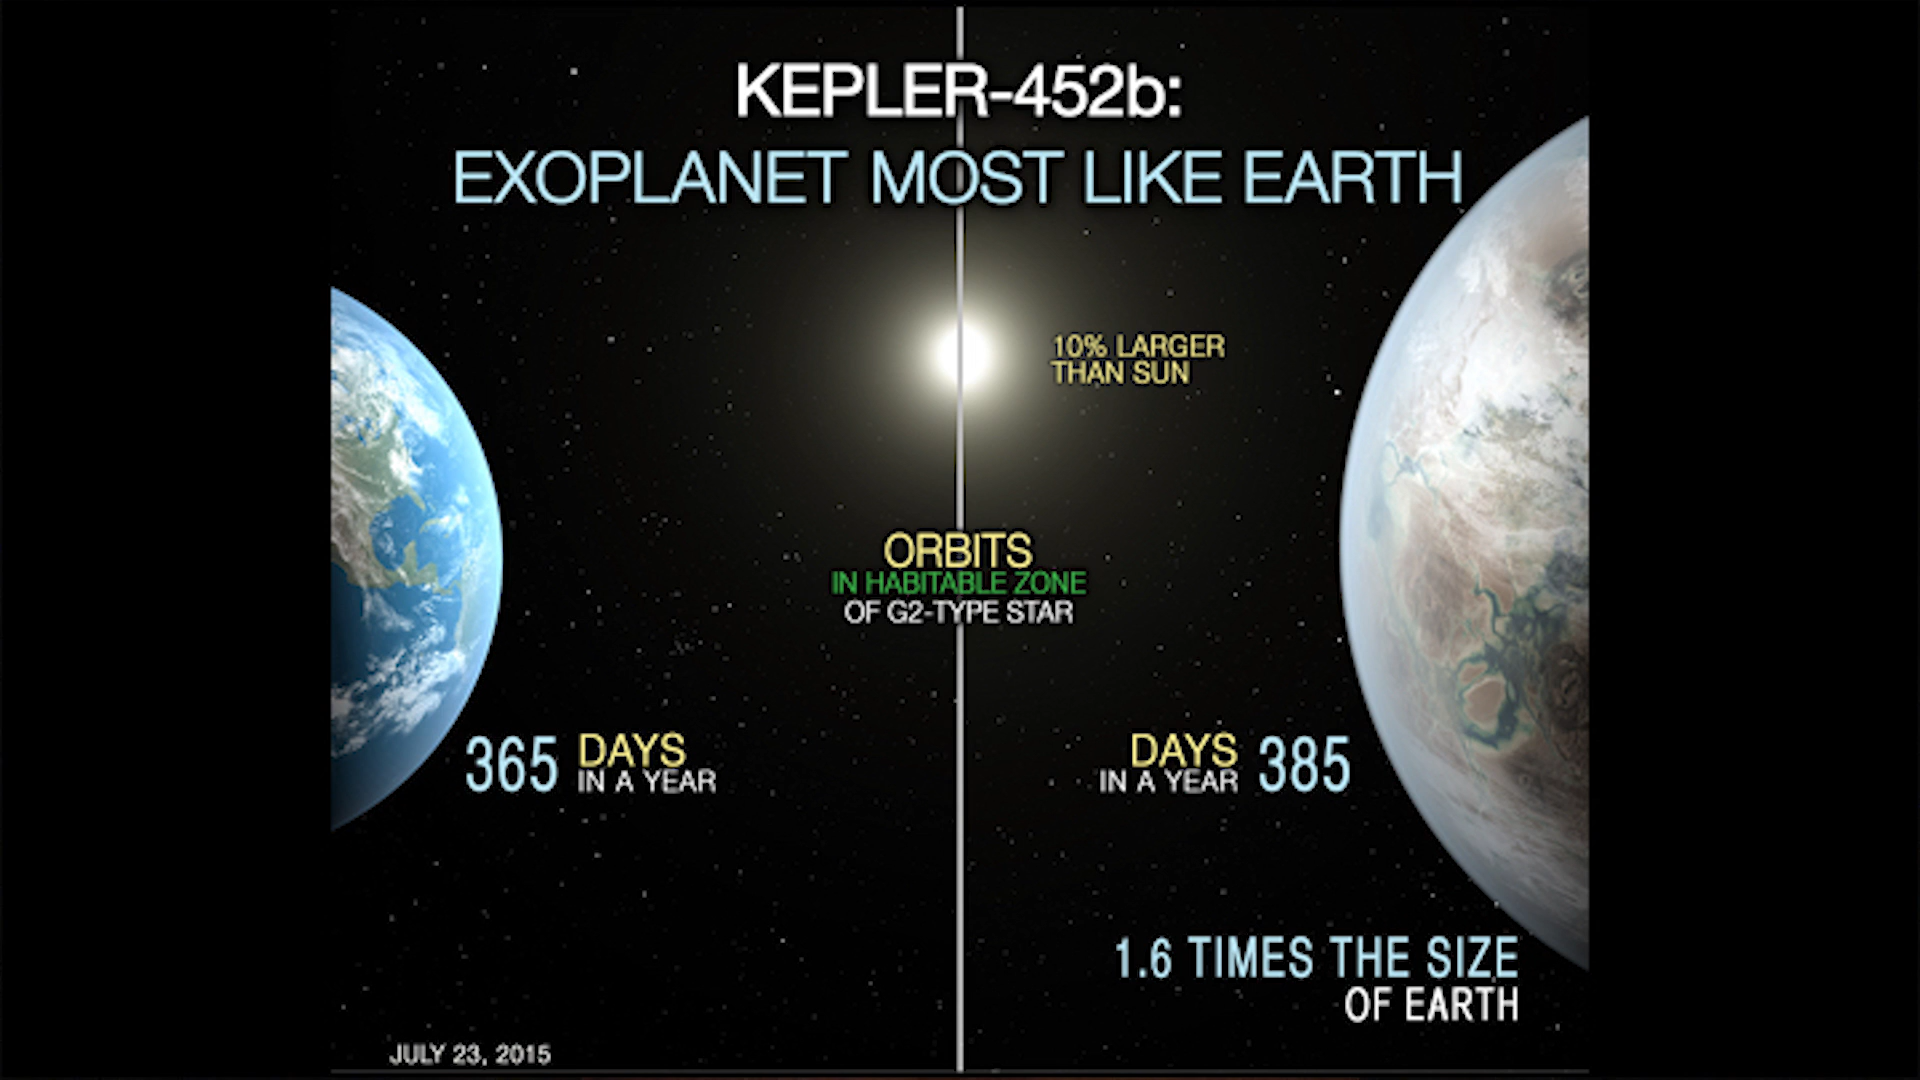 KEPLER-452b:
EXOPLANET MOST LIKE EARTH
10% LARGER
THAN SUN
ORBITS
IN HABITABLE ZONE
OF G2-TYPE STAR
365 DAYS
IN A YEAR
DAYS 385
IN A YEAR
1.6 TIMES THE SIZE
OF EARTH
JULY 23, 2015